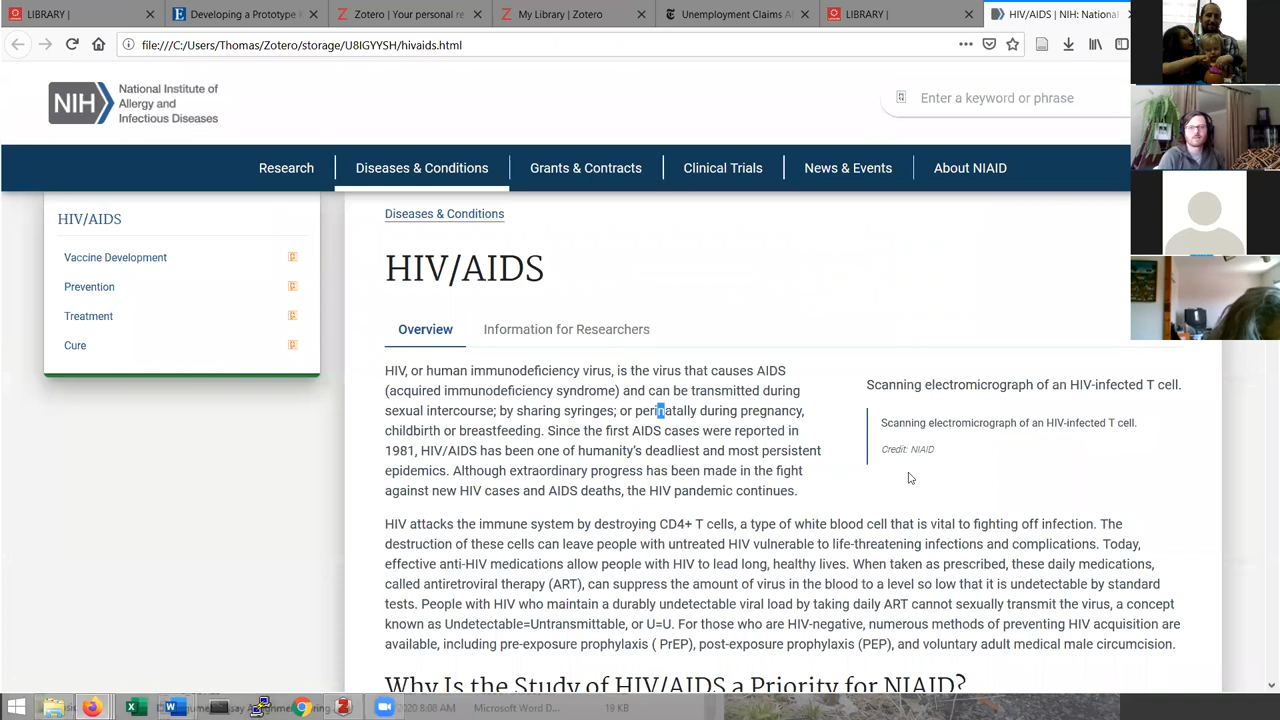 LIBRARY |
Developing a Prototype
Zotero | Your personal re
My Library | Zotero
Unemployment Claims A
LIBRARY |
HIV/AIDS | NIH: National
file:///C:/Users/Thomas/Zotero/storage/U8IGYYSH/hivaids.html
NIH
National Institute of
Allergy and
Infectious Diseases
Enter a keyword or phrase
Research
Diseases & Conditions
Grants & Contracts
Clinical Trials
News & Events
About NIAID
HIV/AIDS
Vaccine Development
Prevention
Treatment
Cure
Diseases & Conditions
HIV/AIDS
Overview
Information for Researchers
HIV, or human immunodeficiency virus, is the virus that causes AIDS
(acquired immunodeficiency syndrome) and can be transmitted during
sexual intercourse; by sharing syringes; or perinatally during pregnancy,
childbirth or breastfeeding. Since the first AIDS cases were reported in
1981, HIV/AIDS has been one of humanity's deadliest and most persistent
epidemics. Although extraordinary progress has been made in the fight
against new HIV cases and AIDS deaths, the HIV pandemic continues.
Scanning electromicrograph of an HIV-infected T cell.
Scanning electromicrograph of an HIV-infected T cell.
Credit: NIAID
HIV attacks the immune system by destroying CD4+ T cells, a type of white blood cell that is vital to fighting off infection. The
destruction of these cells can leave people with untreated HIV vulnerable to life-threatening infections and complications. Today,
effective anti-HIV medications allow people with HIV to lead long, healthy lives. When taken as prescribed, these daily medications,
called antiretroviral therapy (ART), can suppress the amount of virus in the blood to a level so low that it is undetectable by standard
tests. People with HIV who maintain a durably undetectable viral load by taking daily ART cannot sexually transmit the virus, a concept
known as Undetectable=Untransmittable, or U=U. For those who are HIV-negative, numerous methods of preventing HIV acquisition are
available, including pre-exposure prophylaxis ( PrEP), post-exposure prophylaxis (PEP), and voluntary adult medical male circumcision.
Why Is the Study of HIV/AIDS a Priority for NIAID?
2020 8:08 AM
Microsoft Word D...
19 KB